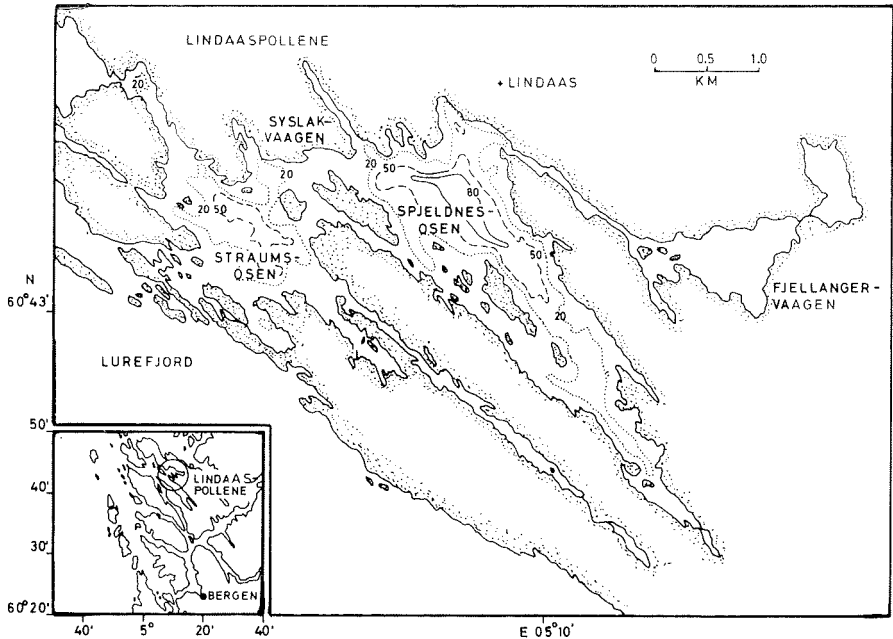 LINDAASPOLLENE
+ LINDAAS
0 0.5 1.0
KM
20
SYSLAK-
VAAGEN
20
20 50
80
20 50
SPJELDNES-
OSEN
STRAUMS-
OSEN
50
20
FJELLANGER-
VAAGEN
N
60° 43'
LUREFJORD
50'
40'
30'
60° 20'
LINDAAS-
POLLENE
BERGEN
40' 5° 20' 40'
E 05° 10'